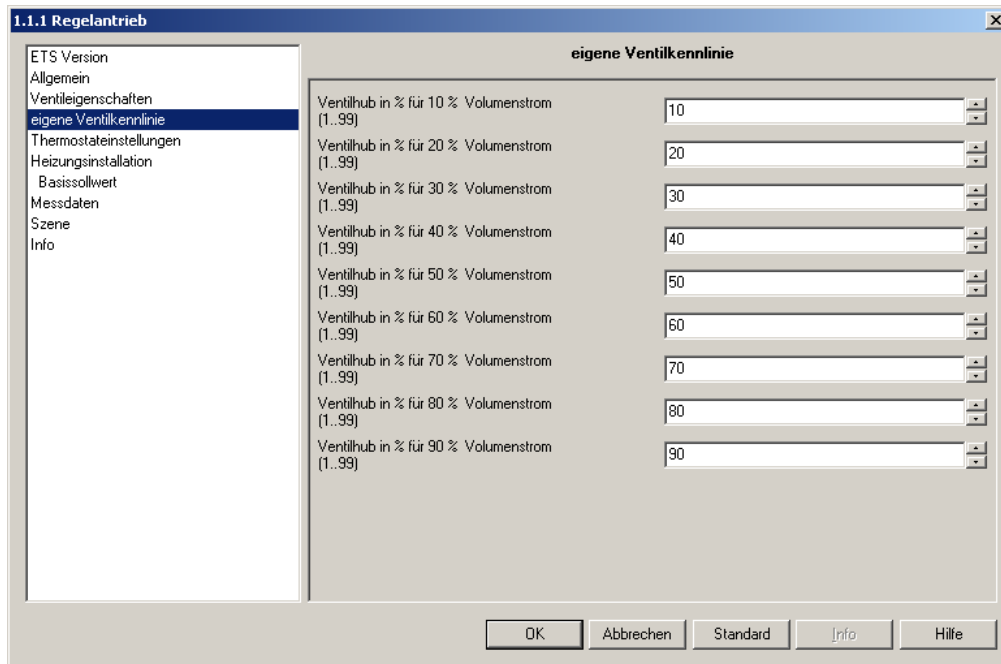 1.1.1 Regelantrieb
ETS Version
Allgemein
Ventileigenschaften
eigene Ventilkennlinie
Thermostateinstellungen
Heizungsinstallation
Basissollwert
Messdaten
Szene
Info
eigene Ventilkennlinie
Ventilhub in % für 10 % Volumenstrom
(1..99)
10
Ventilhub in % für 20 % Volumenstrom
(1..99)
20
Ventilhub in % für 30 % Volumenstrom
(1..99)
30
Ventilhub in % für 40 % Volumenstrom
(1..99)
40
Ventilhub in % für 50 % Volumenstrom
(1..99)
50
Ventilhub in % für 60 % Volumenstrom
(1..99)
60
Ventilhub in % für 70 % Volumenstrom
(1..99)
70
Ventilhub in % für 80 % Volumenstrom
(1..99)
80
Ventilhub in % für 90 % Volumenstrom
(1..99)
90
OK Abbrechen Standard Info Hilfe